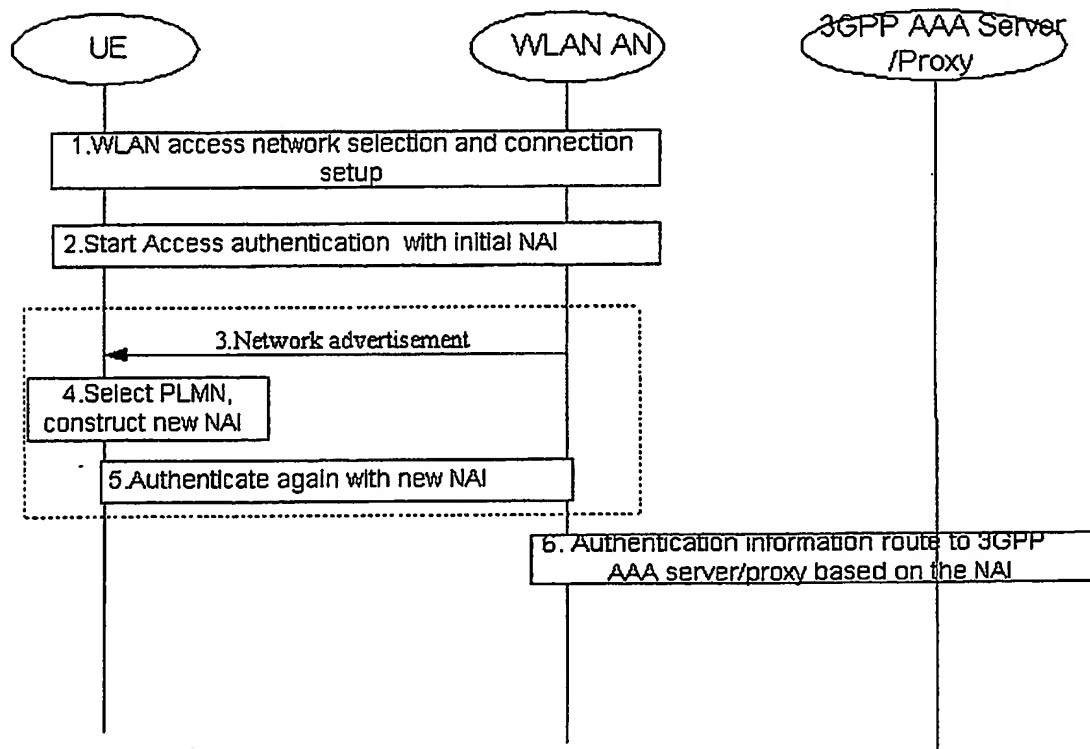 UE
WLAN AN
3GPP AAA Server
/Proxy
1.WLAN access network selection and connection
setup
2.Start Access authentication with initial NAI
3.Network advertisement
4.Select PLMN,
construct new NAI
5.Authenticate again with new NAI
6. Authentication information route to 3GPP
AAA server/proxy based on the NAI